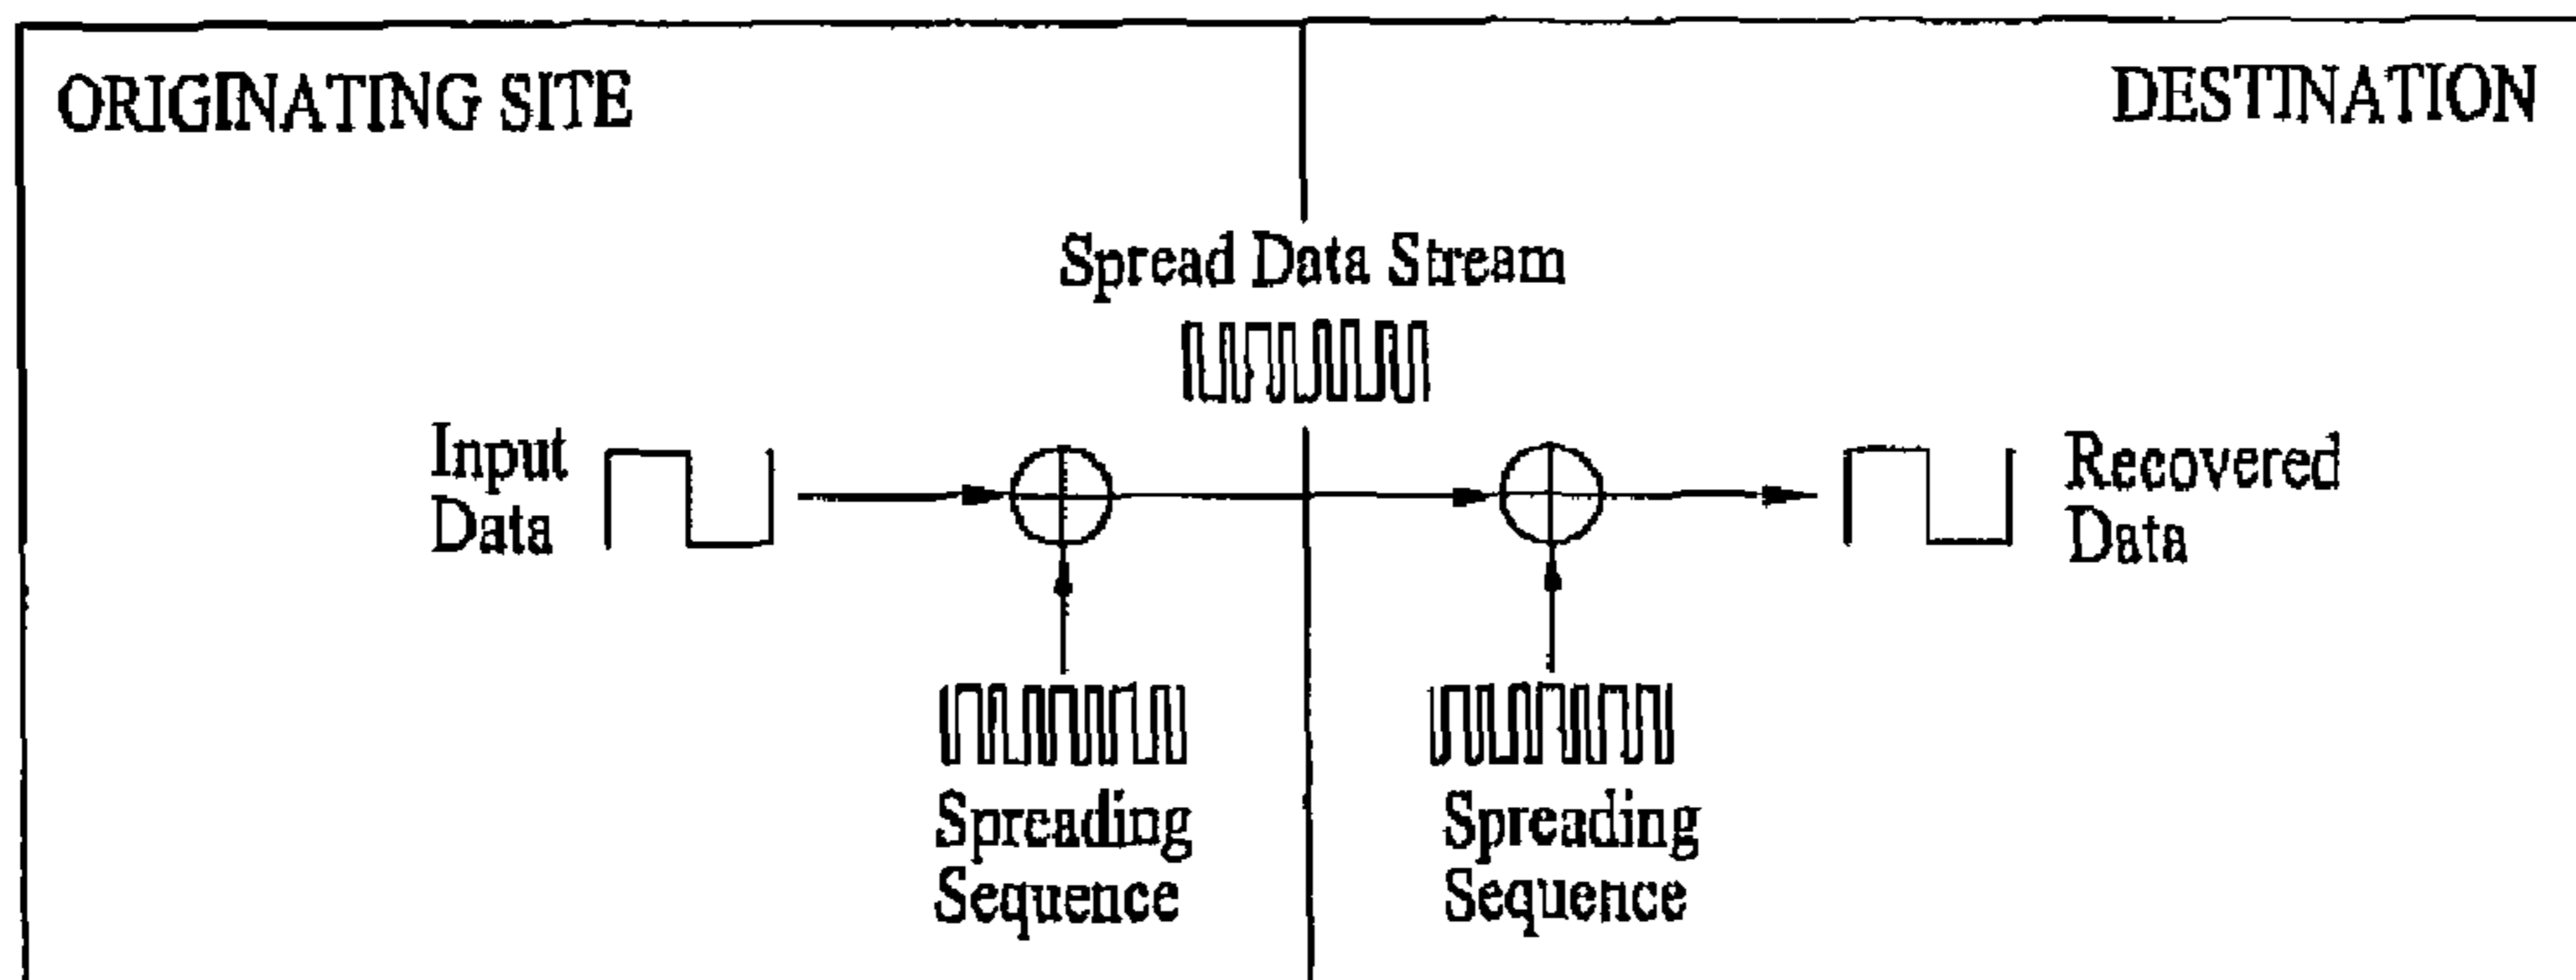 ORIGINATING SITE
DESTINATION
Spread Data Stream
Input
Data
Recovered
Data
Spreading
Sequence
Spreading
Sequence